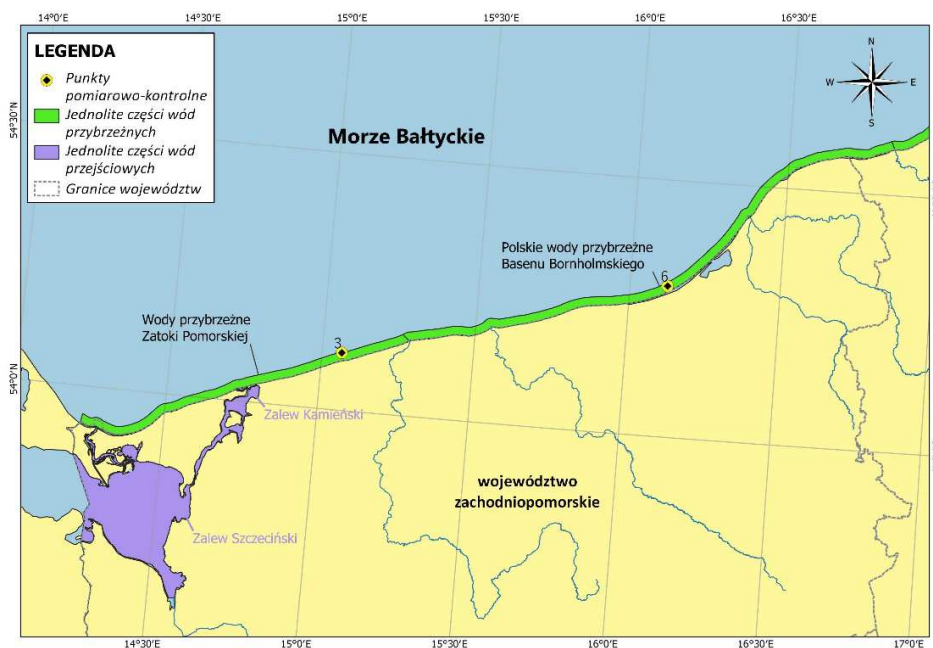 14°0'E 14°30'E 15°0'E 15°30'E 16°0'E 16°30'E
LEGENDA
Punkty
pomiarowo-kontrolne
Jednolite części wód
przybrzeżnych
Jednolite części wód
przejściowych
Granice województw
N
W E
S
54°30'N
Morze Bałtyckie
Polskie wody przybrzeżne
Basenu Bornholmskiego
6
Wody przybrzeżne
Zatoki Pomorskiej
3
54°0'N
Zalew Kamieński
województwo
zachodniopomorskie
Zalew Szczeciński
14°30'E 15°0'E 15°30'E 16°0'E 16°30'E 17°0'E